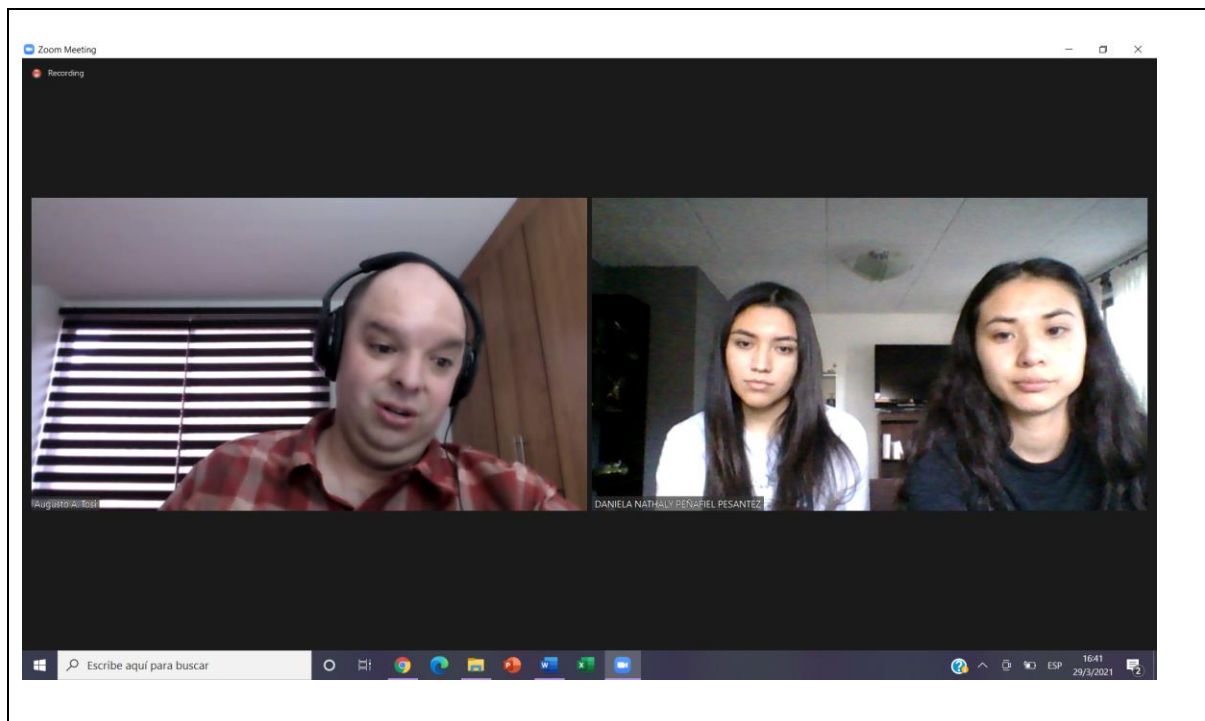 Zoom Meeting
Recording
Augusto A. Tosi
DANIELA NATHALY PEÑAFIEL PESANTEZ
Escribe aquí para buscar
ESP
16:41
29/3/2021
2